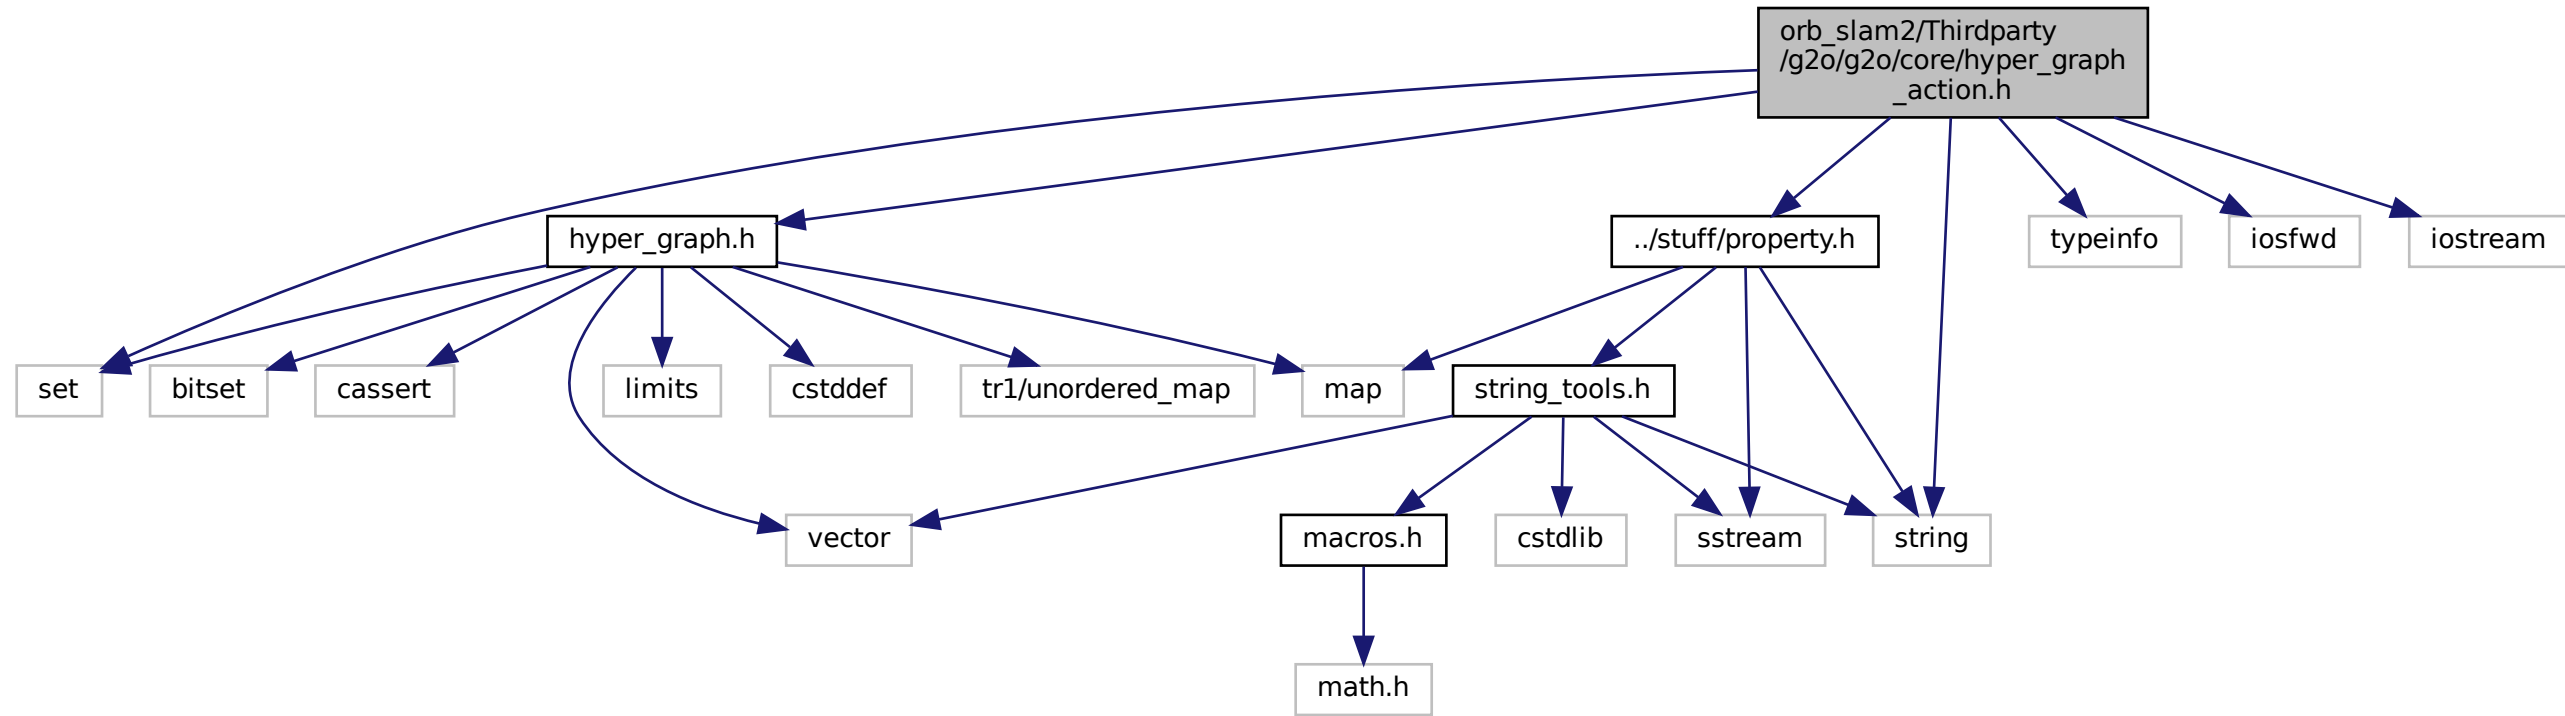 orb_slam2/Thirdparty
/g2o/g2o/core/hyper_graph
_action.h
hyper_graph.h
../stuff/property.h
typeinfo
iosfwd
iostream
set
bitset
cassert
limits
cstddef
tr1/unordered_map
map
string_tools.h
vector
macros.h
cstdlib
sstream
string
math.h